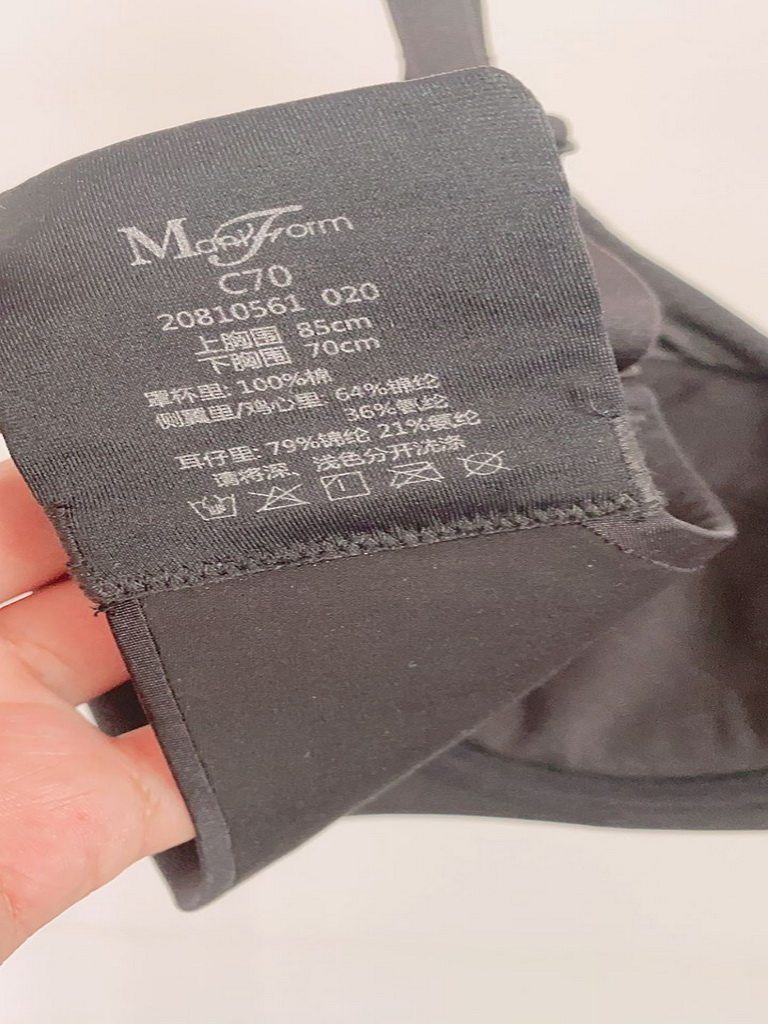 ManiForm
C70
20810561 020
上胸围 85cm
下胸围 70cm
罩杯里: 100%棉
侧翼里/鸡心里: 64%锦纶
36%氨纶
耳仔里: 79%锦纶 21%氨纶
请将深、浅色分开洗涤